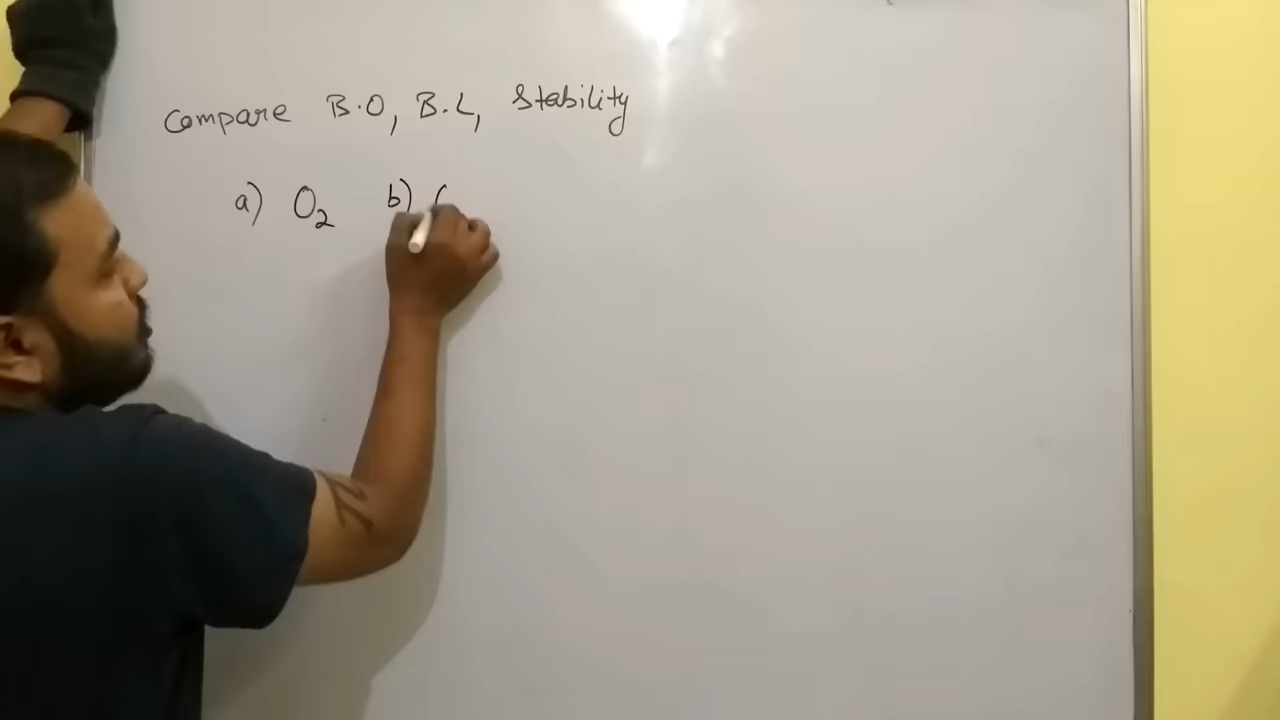 Compare B.O, B.L, Stability
a) O₂ b) (